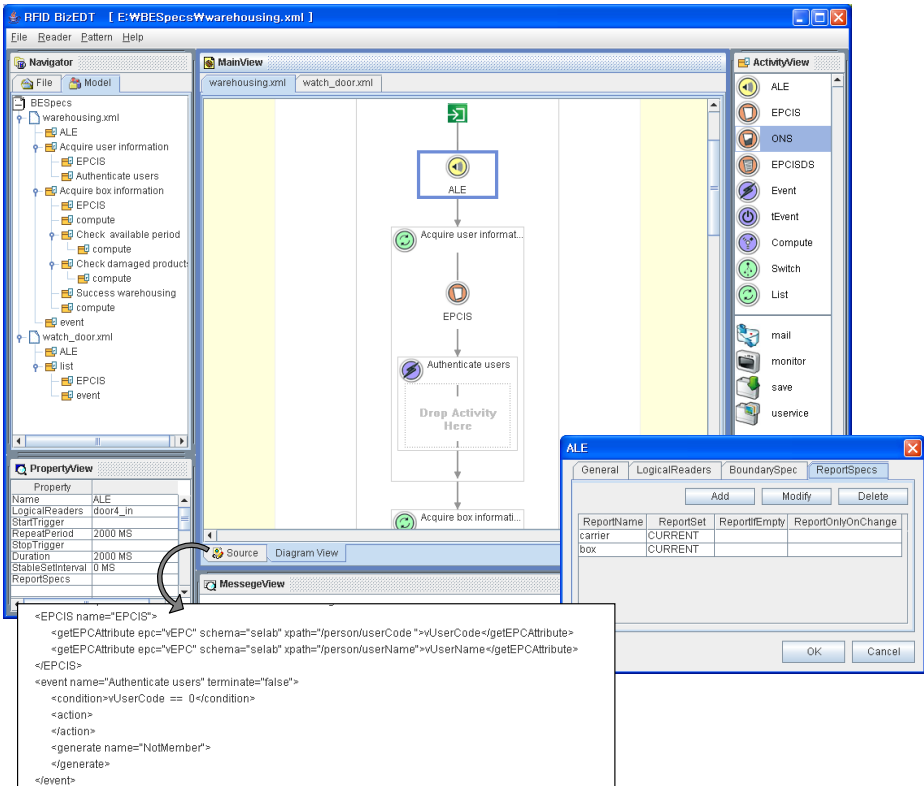 RFID BizEDT [ E:₩BESpecs₩warehousing.xml ]
File Reader Pattern Help
Navigator
File Model
BESpecs
warehousing.xml
ALE
Acquire user information
EPCIS
Authenticate users
Acquire box information
EPCIS
compute
Check available period
compute
Check damaged products
compute
Success warehousing
compute
event
watch_door.xml
ALE
list
EPCIS
event
PropertyView
Property
Name ALE
LogicalReaders door4_in
StartTrigger
RepeatPeriod 2000 MS
StopTrigger
Duration 2000 MS
StableSetInterval 0 MS
ReportSpecs
MainView
warehousing.xml watch_door.xml
ALE
Acquire user informat...
EPCIS
Authenticate users
Drop Activity
Here
Acquire box informati...
Source Diagram View
MessegeView
ActivityView
ALE
EPCIS
ONS
EPCISDS
Event
tEvent
Compute
Switch
List
mail
monitor
save
uservice
ALE
General LogicalReaders BoundarySpec ReportSpecs
Add Modify Delete
ReportName ReportSet ReportIfEmpty ReportOnlyOnChange
carrier CURRENT
box CURRENT
OK Cancel
<EPCIS name="EPCIS">
<getEPCAttribute epc="vEPC" schema="selab" xpath="/person/userCode ">vUserCode</getEPCAttribute>
<getEPCAttribute epc="vEPC" schema="selab" xpath="/person/userName">vUserName</getEPCAttribute>
</EPCIS>
<event name="Authenticate users" terminate="false">
<condition>vUserCode == 0</condition>
<action>
</action>
<generate name="NotMember">
</generate>
</event>